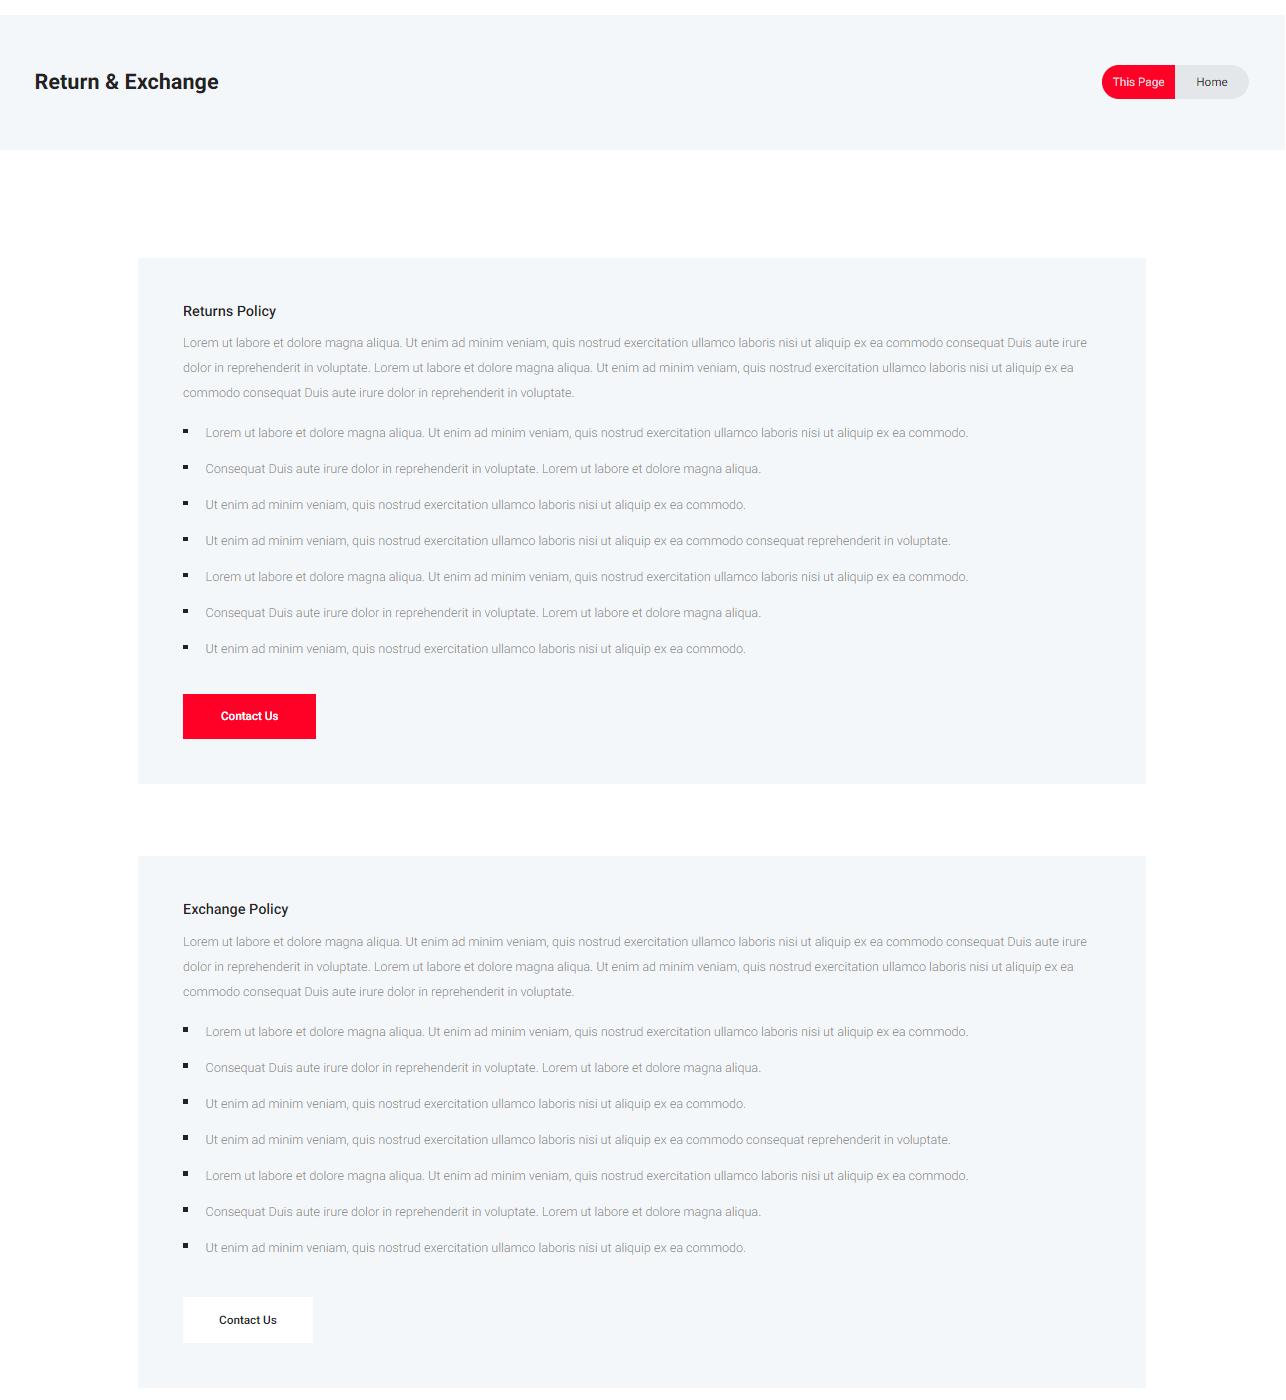 Return & Exchange
This Page
Home
Returns Policy
Lorem ut labore et dolore magna aliqua. Ut enim ad minim veniam, quis nostrud exercitation ullamco laboris nisi ut aliquip ex ea commodo consequat Duis aute irure
dolor in reprehenderit in voluptate. Lorem ut labore et dolore magna aliqua. Ut enim ad minim veniam, quis nostrud exercitation ullamco laboris nisi ut aliquip ex ea
commodo consequat Duis aute irure dolor in reprehenderit in voluptate.
Lorem ut labore et dolore magna aliqua. Ut enim ad minim veniam, quis nostrud exercitation ullamco laboris nisi ut aliquip ex ea commodo.
Consequat Duis aute irure dolor in reprehenderit in voluptate. Lorem ut labore et dolore magna aliqua.
Ut enim ad minim veniam, quis nostrud exercitation ullamco laboris nisi ut aliquip ex ea commodo.
Ut enim ad minim veniam, quis nostrud exercitation ullamco laboris nisi ut aliquip ex ea commodo consequat reprehenderit in voluptate.
Lorem ut labore et dolore magna aliqua. Ut enim ad minim veniam, quis nostrud exercitation ullamco laboris nisi ut aliquip ex ea commodo.
Consequat Duis aute irure dolor in reprehenderit in voluptate. Lorem ut labore et dolore magna aliqua.
Ut enim ad minim veniam, quis nostrud exercitation ullamco laboris nisi ut aliquip ex ea commodo.
Contact Us
Exchange Policy
Lorem ut labore et dolore magna aliqua. Ut enim ad minim veniam, quis nostrud exercitation ullamco laboris nisi ut aliquip ex ea commodo consequat Duis aute irure
dolor in reprehenderit in voluptate. Lorem ut labore et dolore magna aliqua. Ut enim ad minim veniam, quis nostrud exercitation ullamco laboris nisi ut aliquip ex ea
commodo consequat Duis aute irure dolor in reprehenderit in voluptate.
Lorem ut labore et dolore magna aliqua. Ut enim ad minim veniam, quis nostrud exercitation ullamco laboris nisi ut aliquip ex ea commodo.
Consequat Duis aute irure dolor in reprehenderit in voluptate. Lorem ut labore et dolore magna aliqua.
Ut enim ad minim veniam, quis nostrud exercitation ullamco laboris nisi ut aliquip ex ea commodo.
Ut enim ad minim veniam, quis nostrud exercitation ullamco laboris nisi ut aliquip ex ea commodo consequat reprehenderit in voluptate.
Lorem ut labore et dolore magna aliqua. Ut enim ad minim veniam, quis nostrud exercitation ullamco laboris nisi ut aliquip ex ea commodo.
Consequat Duis aute irure dolor in reprehenderit in voluptate. Lorem ut labore et dolore magna aliqua.
Ut enim ad minim veniam, quis nostrud exercitation ullamco laboris nisi ut aliquip ex ea commodo.
Contact Us